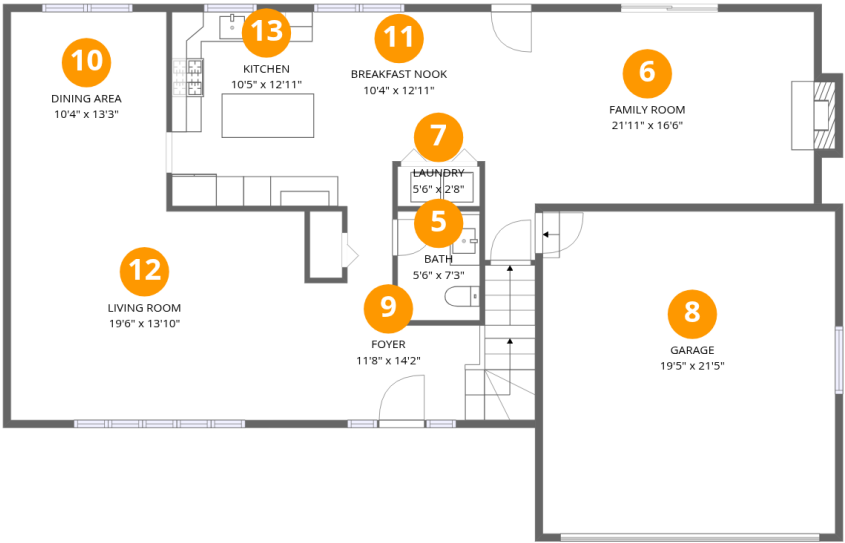 10
DINING AREA
10'4" x 13'3"
13
KITCHEN
10'5" x 12'11"
11
BREAKFAST NOOK
10'4" x 12'11"
6
FAMILY ROOM
21'11" x 16'6"
7
LAUNDRY
5'6" x 2'8"
5
BATH
5'6" x 7'3"
12
LIVING ROOM
19'6" x 13'10"
9
FOYER
11'8" x 14'2"
8
GARAGE
19'5" x 21'5"